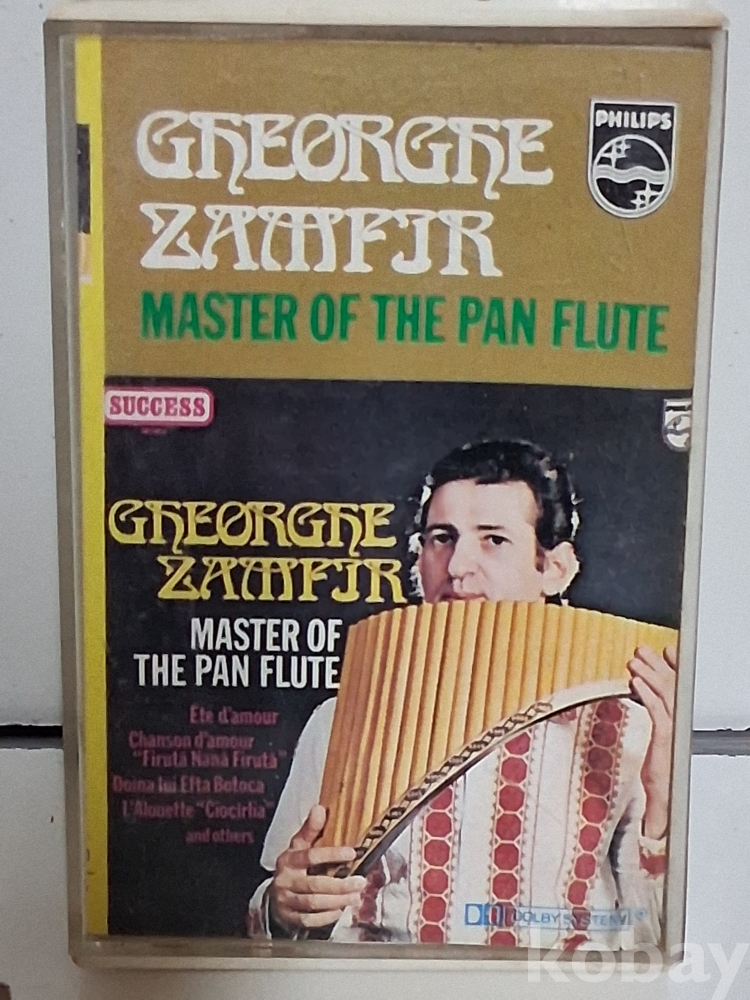 GHEORGHE
ZAMFIR
PHILIPS
MASTER OF THE PAN FLUTE
SUCCESS
GHEORGHE
ZAMFIR
MASTER OF
THE PAN FLUTE
Ete d'amour
Chanson d'amour
"Firuta Nana Firuta"
Doina lui Efta Botoca
L'Alouette "Ciocirlia"
and others
DOLBY SYSTEM
kobay